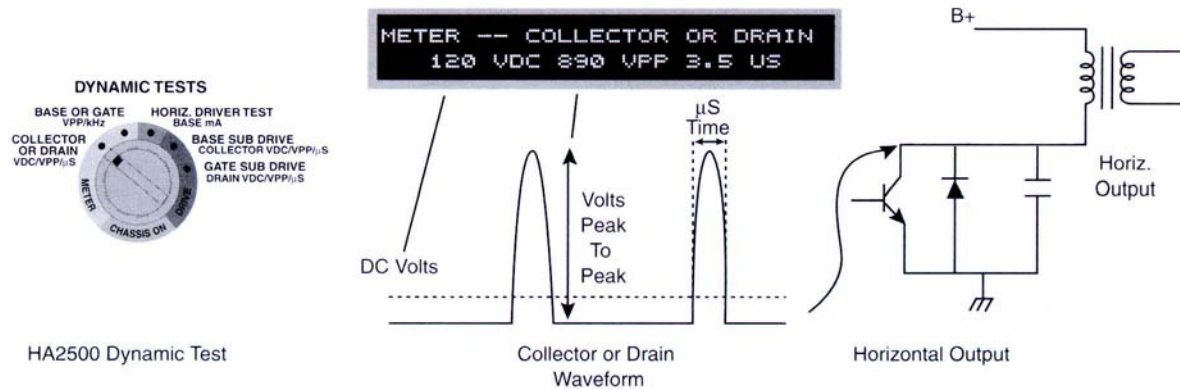 DYNAMIC TESTS
BASE OR GATE
VPP/kHz
HORIZ. DRIVER TEST
BASE mA
COLLECTOR
OR DRAIN
VDC/VPP/µS
BASE SUB DRIVE
COLLECTOR VDC/VPP/µS
GATE SUB DRIVE
DRAIN VDC/VPP/µS
METER
CHASSIS ON
DRIVE
HA2500 Dynamic Test
METER -- COLLECTOR OR DRAIN
120 VDC 890 VPP 3.5 US
µS
Time
Volts
Peak
To
Peak
DC Volts
Collector or Drain
Waveform
B+
Horiz.
Output
Horizontal Output